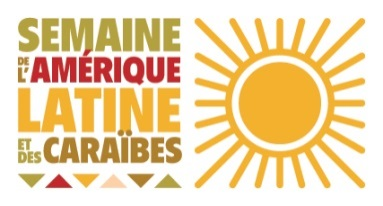 SEMAINE
DE L'AMÉRIQUE
LATINE
ET DES CARAÏBES